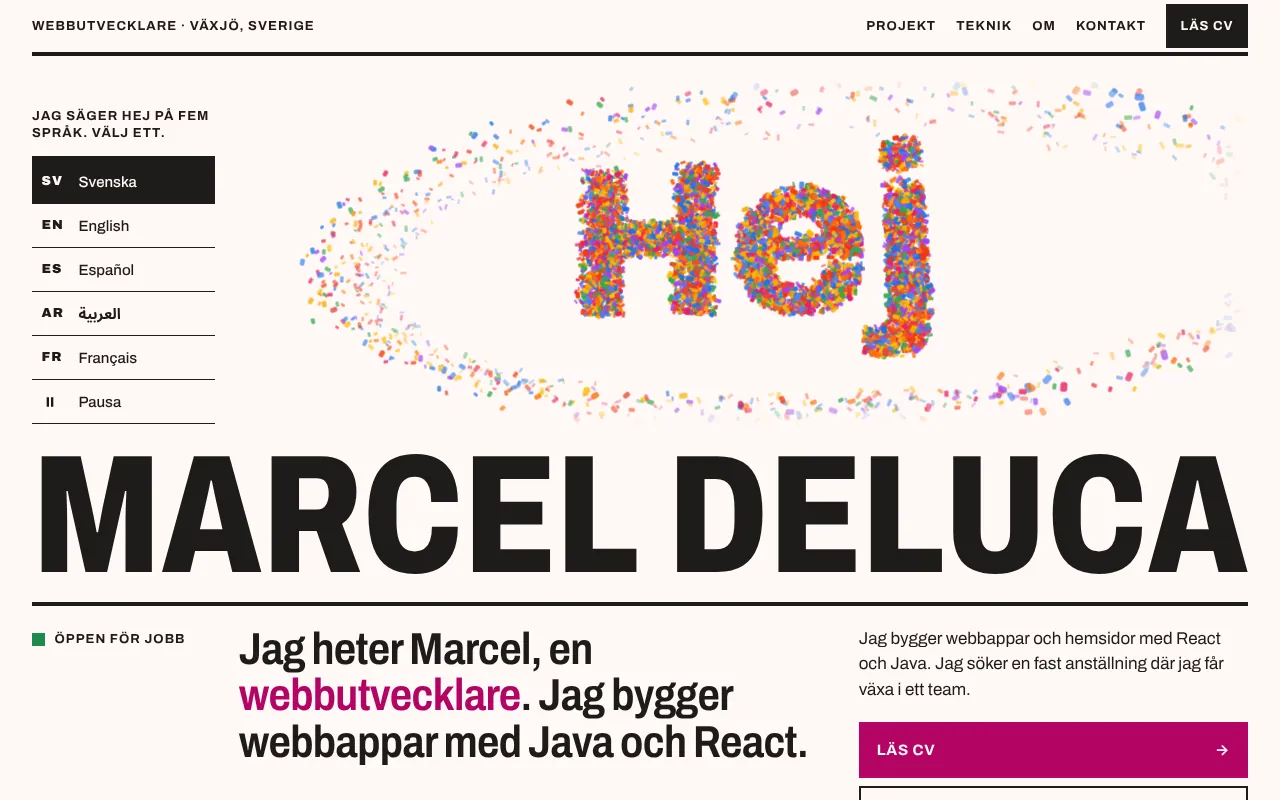 WEBBUTVECKLARE · VÄXJÖ, SVERIGE
PROJEKT TEKNIK OM KONTAKT LÄS CV
JAG SÄGER HEJ PÅ FEM
SPRÅK. VÄLJ ETT.
SV Svenska
EN English
ES Español
AR العربية
FR Français
Pausa
Hej
MARCEL DELUCA
ÖPPEN FÖR JOBB
Jag heter Marcel, en
webbutvecklare. Jag bygger
webbappar med Java och React.
Jag bygger webbappar och hemsidor med React
och Java. Jag söker en fast anställning där jag får
växa i ett team.
LÄS CV →